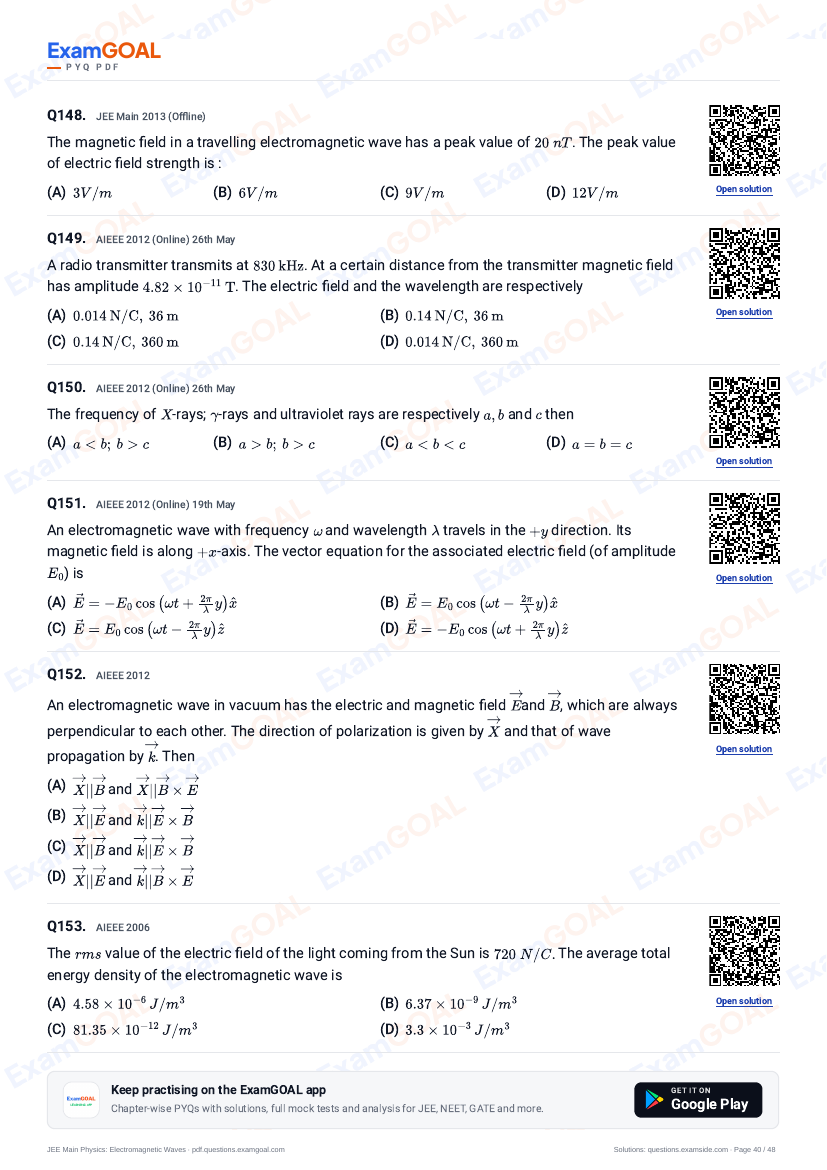 ExamGOAL
PYQ PDF
Q148. JEE Main 2013 (Offline)
The magnetic field in a travelling electromagnetic wave has a peak value of 20 nT. The peak value
of electric field strength is :
(A) 3V/m (B) 6V/m (C) 9V/m (D) 12V/m
Open solution
Q149. AIEEE 2012 (Online) 26th May
A radio transmitter transmits at 830 kHz. At a certain distance from the transmitter magnetic field
has amplitude 4.82 × 10⁻¹¹ T. The electric field and the wavelength are respectively
(A) 0.014 N/C, 36 m (B) 0.14 N/C, 36 m
(C) 0.14 N/C, 360 m (D) 0.014 N/C, 360 m
Open solution
Q150. AIEEE 2012 (Online) 26th May
The frequency of X-rays; γ-rays and ultraviolet rays are respectively a, b and c then
(A) a < b; b > c (B) a > b; b > c (C) a < b < c (D) a = b = c
Open solution
Q151. AIEEE 2012 (Online) 19th May
An electromagnetic wave with frequency ω and wavelength λ travels in the +y direction. Its
magnetic field is along +x-axis. The vector equation for the associated electric field (of amplitude
E₀) is
(A) E⃗ = −E₀ cos (ωt + 2π/λ y) x̂ (B) E⃗ = E₀ cos (ωt − 2π/λ y) x̂
(C) E⃗ = E₀ cos (ωt − 2π/λ y) ẑ (D) E⃗ = −E₀ cos (ωt + 2π/λ y) ẑ
Open solution
Q152. AIEEE 2012
An electromagnetic wave in vacuum has the electric and magnetic field E⃗ and B⃗, which are always
perpendicular to each other. The direction of polarization is given by X⃗ and that of wave
propagation by k⃗. Then
(A) X⃗||B⃗ and X⃗||B⃗ × E⃗
(B) X⃗||E⃗ and k⃗||E⃗ × B⃗
(C) X⃗||B⃗ and k⃗||E⃗ × B⃗
(D) X⃗||E⃗ and k⃗||B⃗ × E⃗
Open solution
Q153. AIEEE 2006
The rms value of the electric field of the light coming from the Sun is 720 N/C. The average total
energy density of the electromagnetic wave is
(A) 4.58 × 10⁻⁶ J/m³ (B) 6.37 × 10⁻⁹ J/m³
(C) 81.35 × 10⁻¹² J/m³ (D) 3.3 × 10⁻³ J/m³
Open solution
ExamGOAL
Keep practising on the ExamGOAL app
Chapter-wise PYQs with solutions, full mock tests and analysis for JEE, NEET, GATE and more.
GET IT ON
Google Play
JEE Main Physics: Electromagnetic Waves · pdf.questions.examgoal.com Solutions: questions.examside.com · Page 40 / 48